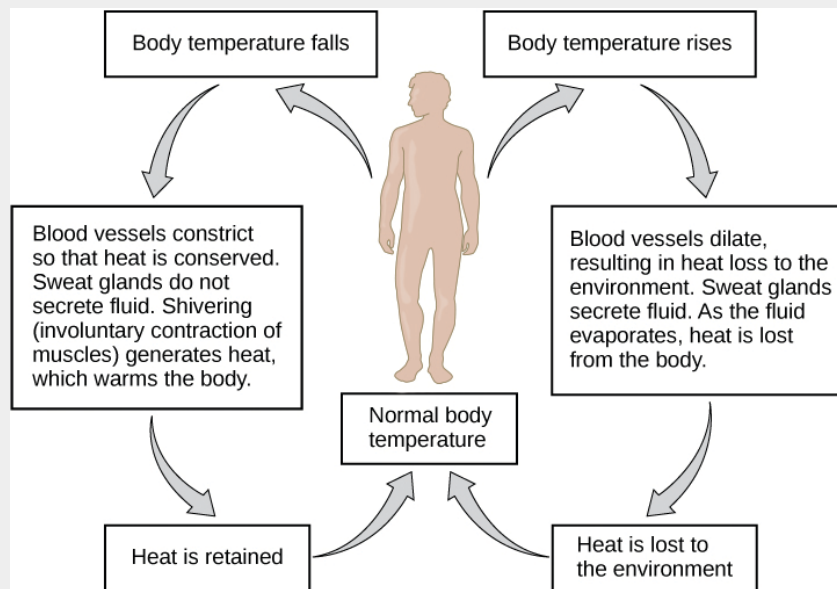 Body temperature falls
Body temperature rises
Blood vessels constrict
so that heat is conserved.
Sweat glands do not
secrete fluid. Shivering
(involuntary contraction of
muscles) generates heat,
which warms the body.
Blood vessels dilate,
resulting in heat loss to the
environment. Sweat glands
secrete fluid. As the fluid
evaporates, heat is lost
from the body.
Normal body
temperature
Heat is retained
Heat is lost to
the environment